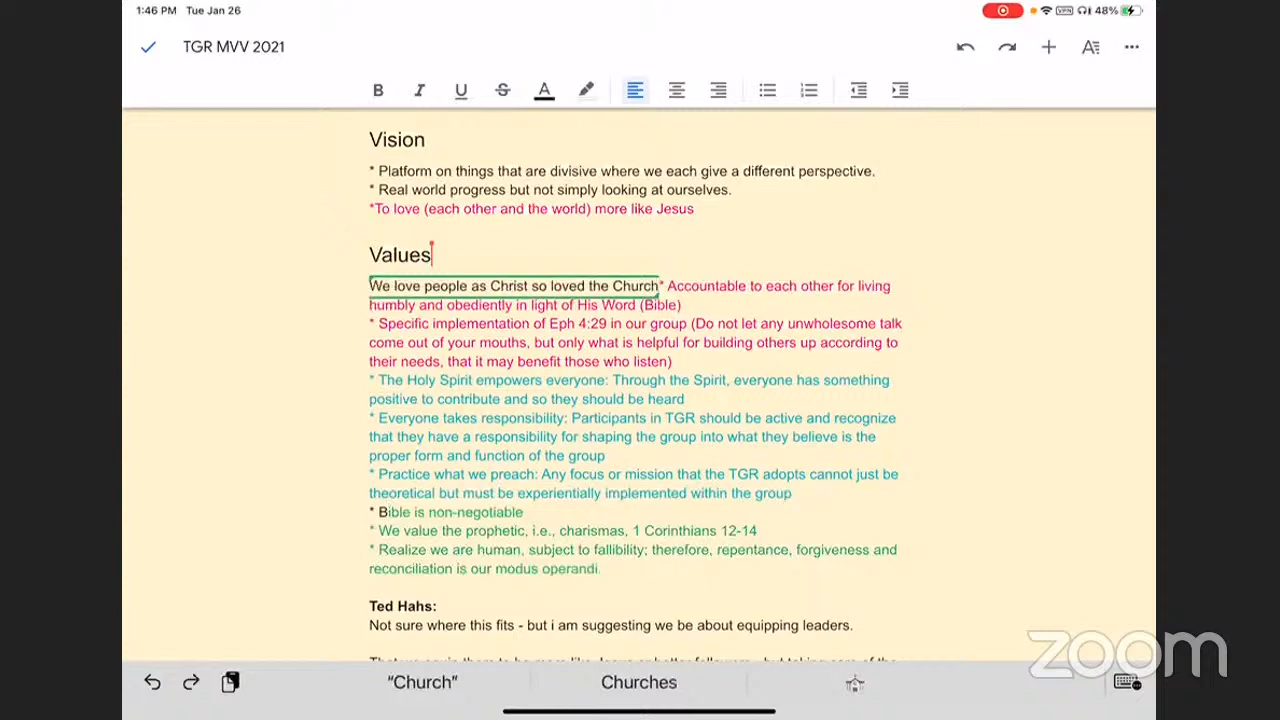 1:46 PM Tue Jan 26
VPN 48%
TGR MVV 2021
B I U S A
Vision
* Platform on things that are divisive where we each give a different perspective.
* Real world progress but not simply looking at ourselves.
*To love (each other and the world) more like Jesus
Values
We love people as Christ so loved the Church* Accountable to each other for living
humbly and obediently in light of His Word (Bible)
* Specific implementation of Eph 4:29 in our group (Do not let any unwholesome talk
come out of your mouths, but only what is helpful for building others up according to
their needs, that it may benefit those who listen)
* The Holy Spirit empowers everyone: Through the Spirit, everyone has something
positive to contribute and so they should be heard
* Everyone takes responsibility: Participants in TGR should be active and recognize
that they have a responsibility for shaping the group into what they believe is the
proper form and function of the group
* Practice what we preach: Any focus or mission that the TGR adopts cannot just be
theoretical but must be experientially implemented within the group
* Bible is non-negotiable
* We value the prophetic, i.e., charismas, 1 Corinthians 12-14
* Realize we are human, subject to fallibility; therefore, repentance, forgiveness and
reconciliation is our modus operandi.
Ted Hahs:
Not sure where this fits - but i am suggesting we be about equipping leaders.
zoom
“Church” Churches